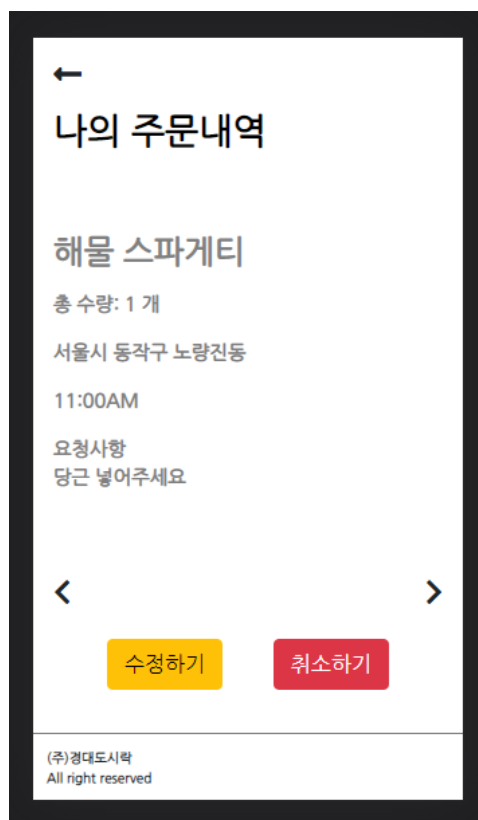 나의 주문내역
해물 스파게티
총 수량: 1 개
서울시 동작구 노량진동
11:00AM
요청사항
당근 넣어주세요
수정하기 취소하기
(주)경대도시락
All right reserved